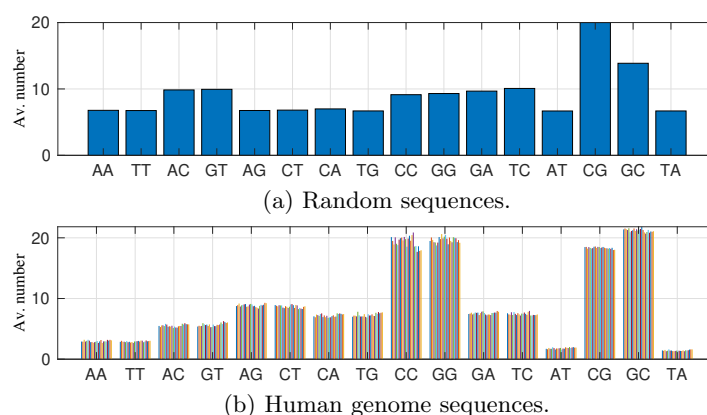 20
10
0
Av. number
AA TT AC GT AG CT CA TG CC GG GA TC AT CG GC TA
(a) Random sequences.
20
10
0
Av. number
AA TT AC GT AG CT CA TG CC GG GA TC AT CG GC TA
(b) Human genome sequences.